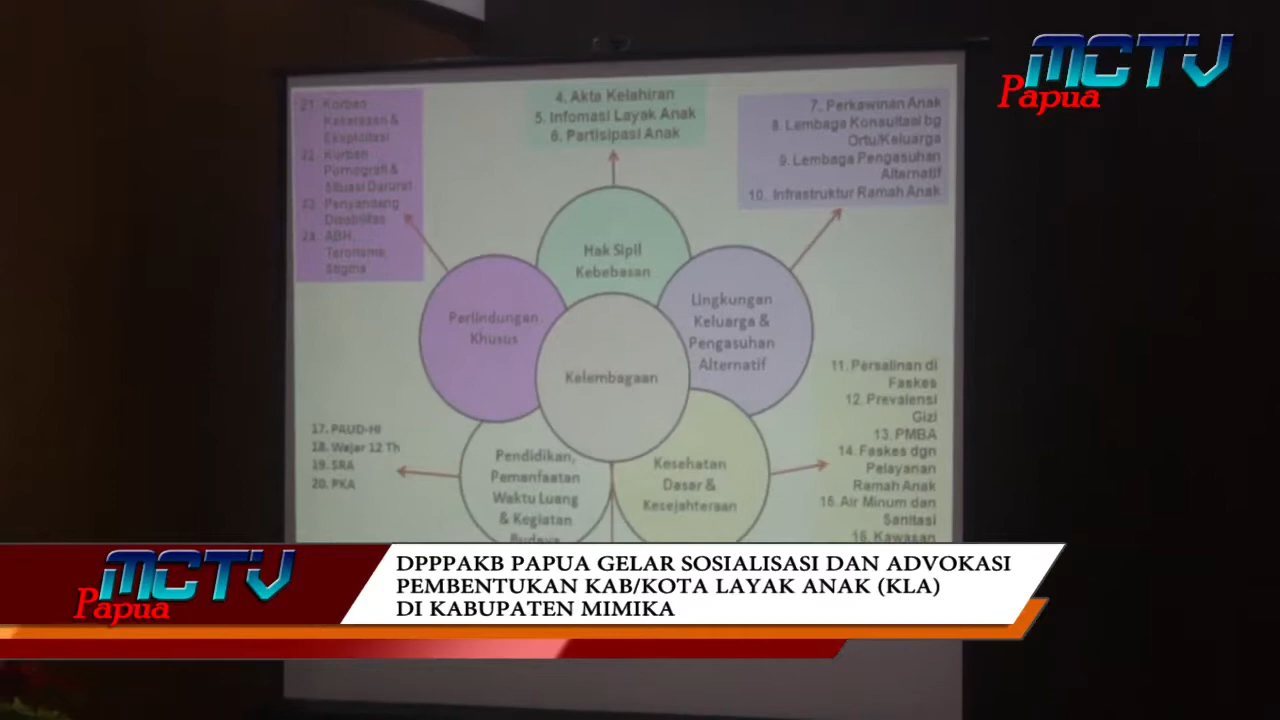 MCTV
Papua
21. Korban
Kekerasan &
Eksploitasi
22. Korban
Pornografi &
Situasi Darurat
23. Penyandang
Disabilitas
24. ABH,
Terorisme,
Stigma
4. Akta Kelahiran
5. Infomasi Layak Anak
6. Partisipasi Anak
7. Perkawinan Anak
8. Lembaga Konsultasi bg
Ortu/Keluarga
9. Lembaga Pengasuhan
Alternatif
10. Infrastruktur Ramah Anak
Hak Sipil
Kebebasan
Perlindungan
Khusus
Lingkungan
Keluarga &
Pengasuhan
Alternatif
Kelembagaan
11. Persalinan di
Faskes
12. Prevalensi
Gizi
13. PMBA
14. Faskes dgn
Pelayanan
Ramah Anak
15. Air Minum dan
Sanitasi
16. Kawasan
17. PAUD-HI
18. Wajar 12 Th
19. SRA
20. PKA
Pendidikan,
Pemanfaatan
Waktu Luang
& Kegiatan
Budaya
Kesehatan
Dasar &
Kesejahteraan
MCTV
Papua
DPPPAKB PAPUA GELAR SOSIALISASI DAN ADVOKASI
PEMBENTUKAN KAB/KOTA LAYAK ANAK (KLA)
DI KABUPATEN MIMIKA